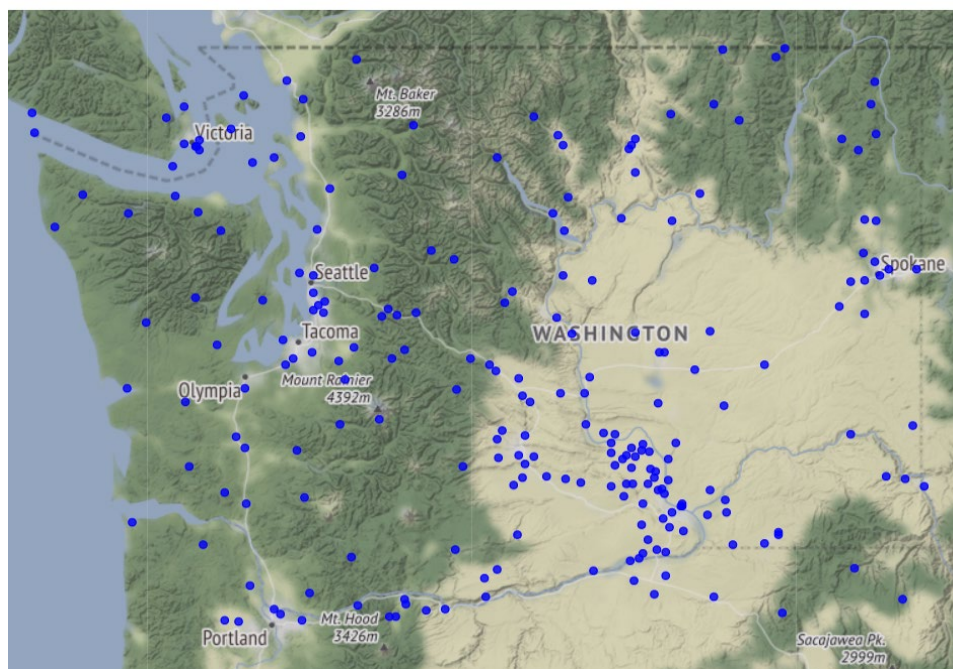 Mt. Baker
3286m
Victoria
Seattle
Spokane
WASHINGTON
Tacoma
Olympia
Mount Rainier
4392m
Mt. Hood
3426m
Portland
Sacajawea Pk.
2999m